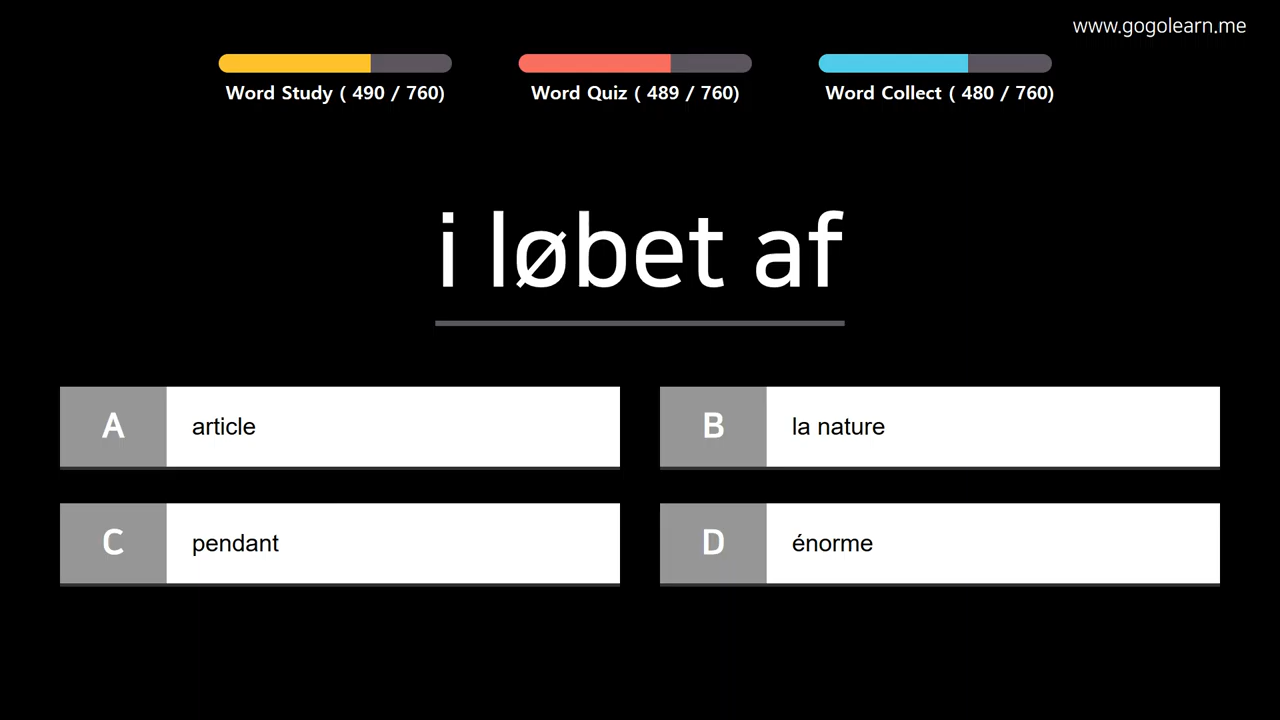 www.gogolearn.me
Word Study ( 490 / 760)
Word Quiz ( 489 / 760)
Word Collect ( 480 / 760)
i løbet af
A article
B la nature
C pendant
D énorme